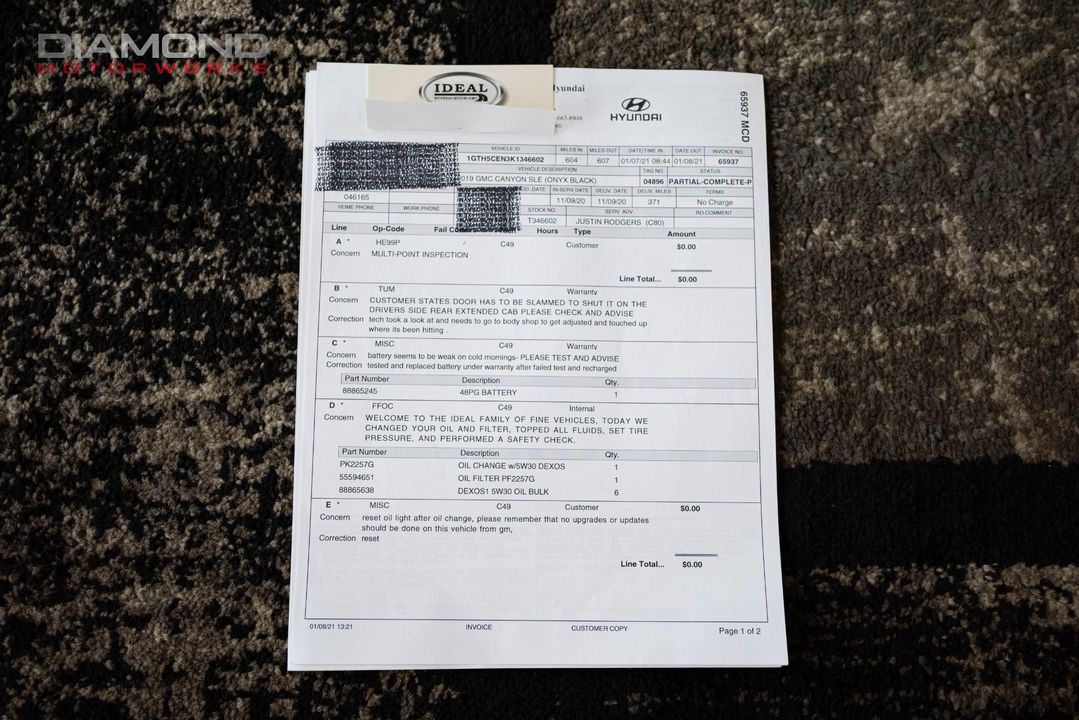 DIAMOND
MOTORWORKS
IDEAL
Hyundai
HYUNDAI
65937 MCD
VEHICLE ID MILES IN MILES OUT DATE/TIME IN DATE OUT INVOICE NO.
1GTH5CEN3K1346602 604 607 01/07/21 08:44 01/08/21 65937
VEHICLE DESCRIPTION TAG NO. STATUS
019 GMC CANYON SLE (ONYX BLACK) 04896 PARTIAL-COMPLETE-P
DATE IN-SERV DATE DELIV. DATE DELIV. MILES TERMS
046165 11/09/20 11/09/20 371 No Charge
HOME PHONE WORK PHONE STOCK NO. SERV. ADV. RO COMMENT
T346602 JUSTIN RODGERS (C80)
Line Op-Code Fail Hours Type Amount
A * HE99P / C49 Customer $0.00
Concern MULTI-POINT INSPECTION
Line Total... $0.00
B * TUM C49 Warranty
Concern CUSTOMER STATES DOOR HAS TO BE SLAMMED TO SHUT IT ON THE
DRIVERS SIDE REAR EXTENDED CAB PLEASE CHECK AND ADVISE
Correction tech took a look at and needs to go to body shop to get adjusted and touched up
where its been hitting .
C * MISC C49 Warranty
Concern battery seems to be weak on cold mornings- PLEASE TEST AND ADVISE
Correction tested and replaced battery under warranty after failed test and recharged
Part Number Description Qty.
88865245 48PG BATTERY 1
D * FFOC C49 Internal
Concern WELCOME TO THE IDEAL FAMILY OF FINE VEHICLES, TODAY WE
CHANGED YOUR OIL AND FILTER, TOPPED ALL FLUIDS, SET TIRE
PRESSURE, AND PERFORMED A SAFETY CHECK.
Part Number Description Qty.
PK2257G OIL CHANGE w/5W30 DEXOS 1
55594651 OIL FILTER PF2257G 1
88865638 DEXOS1 5W30 OIL BULK 6
E * MISC C49 Customer $0.00
Concern reset oil light after oil change, please remember that no upgrades or updates
should be done on this vehicle from gm,
Correction reset
Line Total... $0.00
01/08/21 13:21 INVOICE CUSTOMER COPY Page 1 of 2